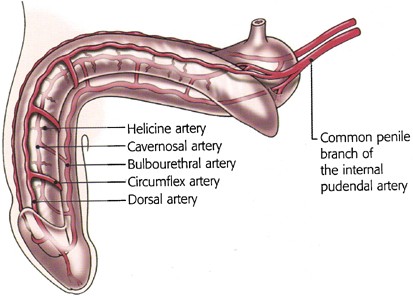 Helicine artery
Cavernosal artery
Bulbourethral artery
Circumflex artery
Dorsal artery
Common penile
branch of
the internal
pudendal artery